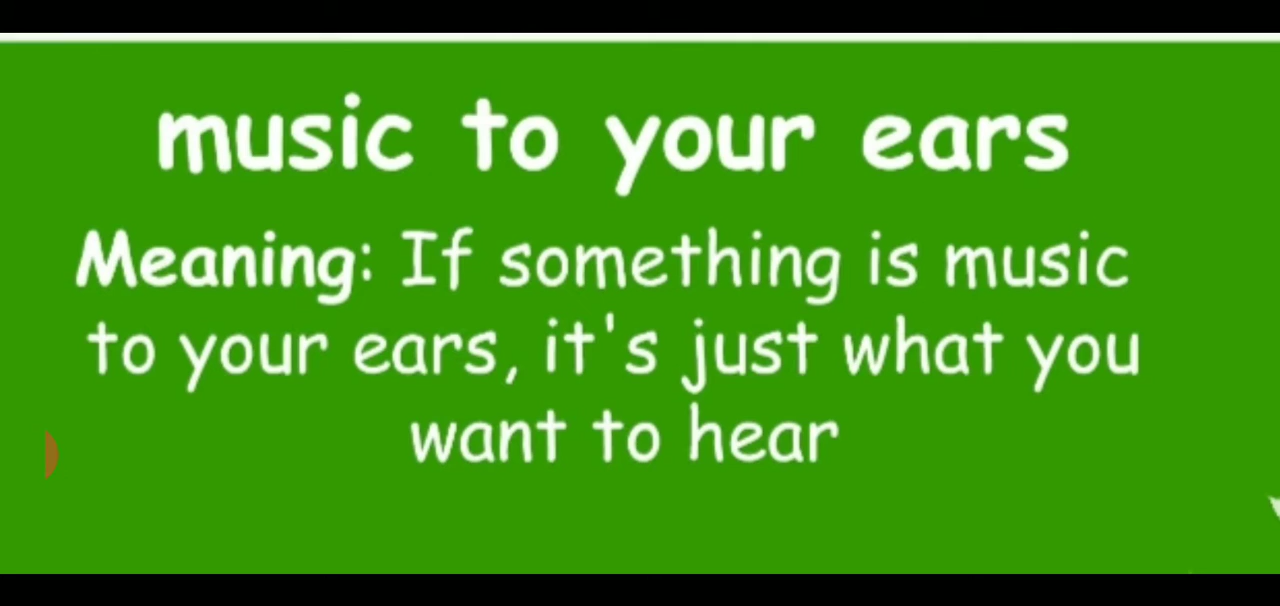 music to your ears
Meaning: If something is music
to your ears, it's just what you
want to hear